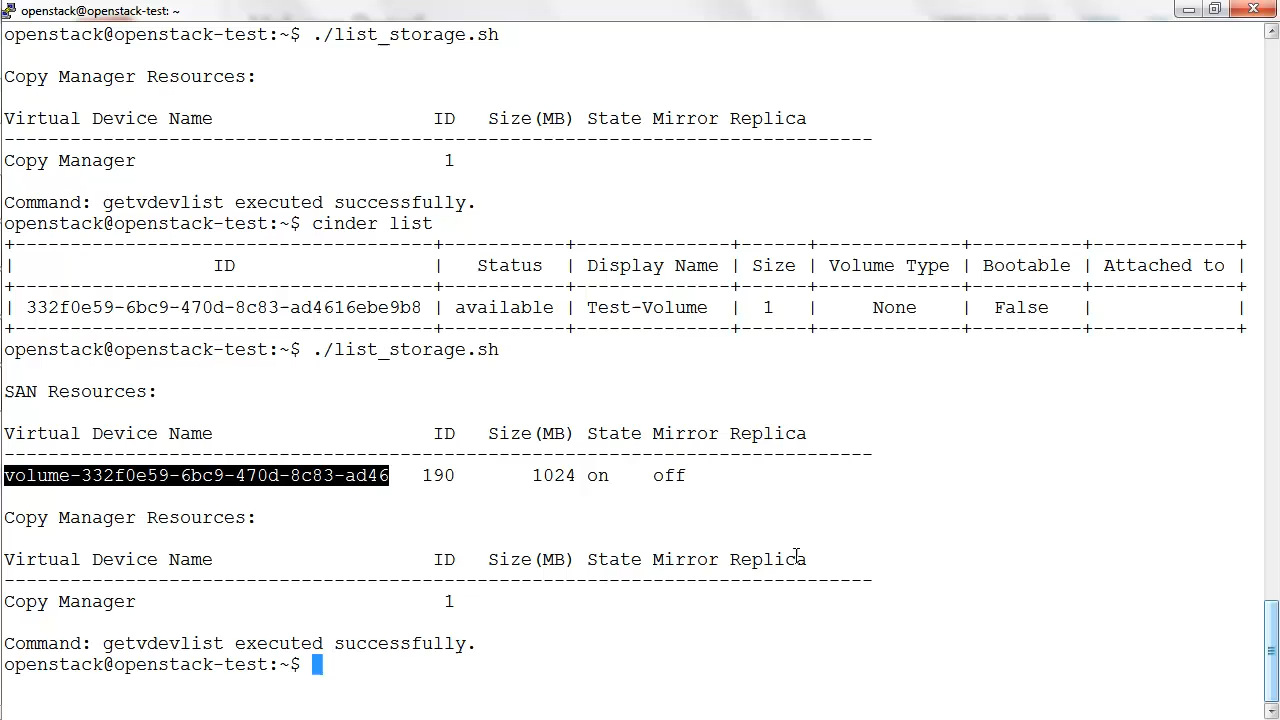 openstack@openstack-test: ~
openstack@openstack-test:~$ ./list_storage.sh
Copy Manager Resources:
Virtual Device Name                    ID   Size(MB) State Mirror Replica
-------------------------------------------------------------------------------
Copy Manager                            1
Command: getvdevlist executed successfully.
openstack@openstack-test:~$ cinder list
+--------------------------------------+-----------+--------------+------+-------------+----------+-------------+
|                  ID                  |   Status  | Display Name | Size | Volume Type | Bootable | Attached to |
+--------------------------------------+-----------+--------------+------+-------------+----------+-------------+
| 332f0e59-6bc9-470d-8c83-ad4616ebe9b8 | available | Test-Volume  |  1   |     None    |  False   |             |
+--------------------------------------+-----------+--------------+------+-------------+----------+-------------+
openstack@openstack-test:~$ ./list_storage.sh
SAN Resources:
Virtual Device Name                    ID   Size(MB) State Mirror Replica
-------------------------------------------------------------------------------
volume-332f0e59-6bc9-470d-8c83-ad46   190       1024 on    off
Copy Manager Resources:
Virtual Device Name                    ID   Size(MB) State Mirror Replica
-------------------------------------------------------------------------------
Copy Manager                            1
Command: getvdevlist executed successfully.
openstack@openstack-test:~$